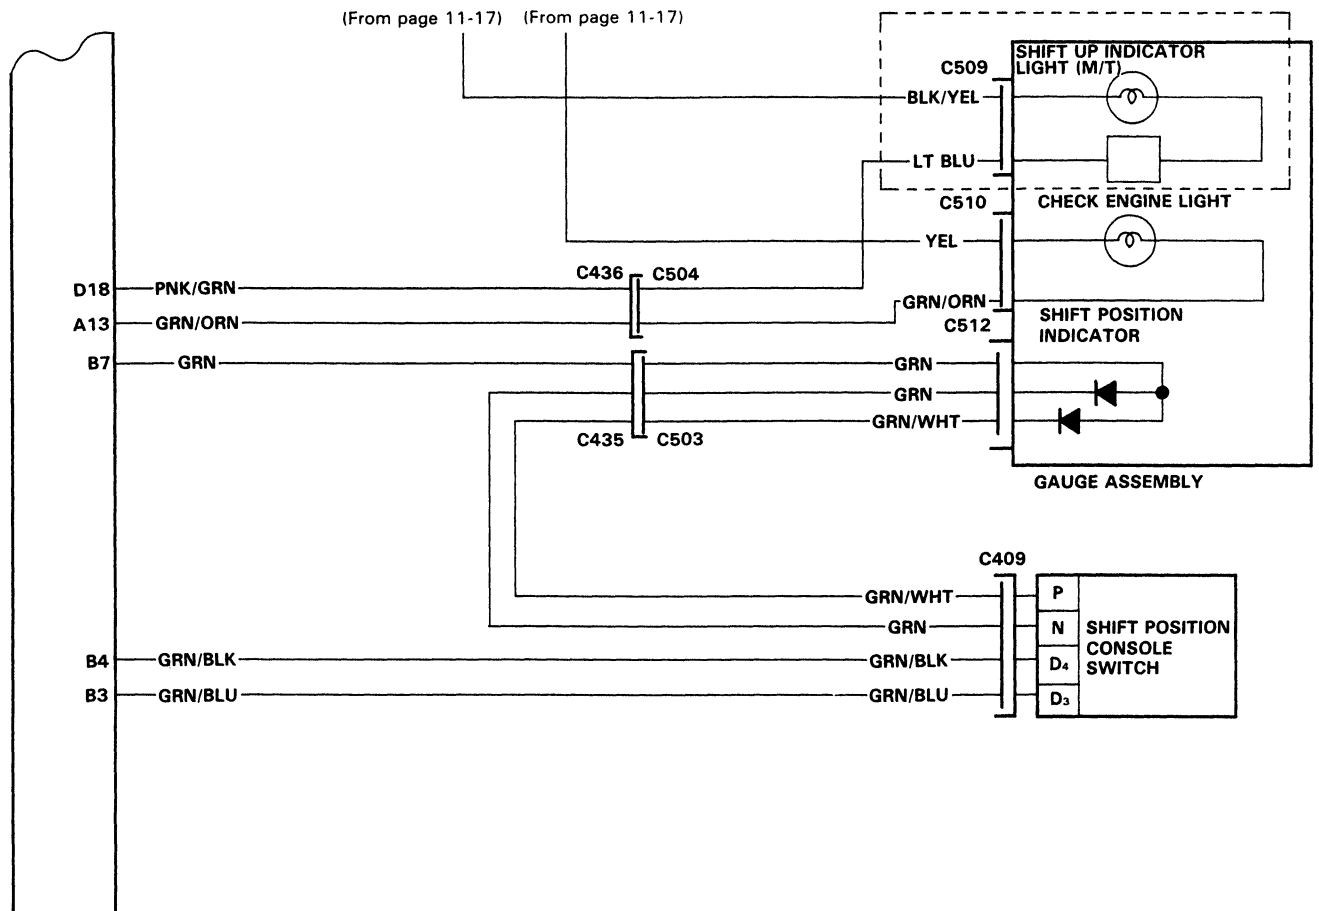 (From page 11-17) (From page 11-17)
SHIFT UP INDICATOR
LIGHT (M/T)
C509
BLK/YEL
LT BLU
C510
CHECK ENGINE LIGHT
YEL
C436 C504
D18 PNK/GRN
GRN/ORN
A13 GRN/ORN
C512
SHIFT POSITION
INDICATOR
B7 GRN GRN
GRN
GRN/WHT
C435 C503
GAUGE ASSEMBLY
C409
GRN/WHT P
GRN N
SHIFT POSITION
CONSOLE
SWITCH
B4 GRN/BLK GRN/BLK D4
B3 GRN/BLU GRN/BLU D3